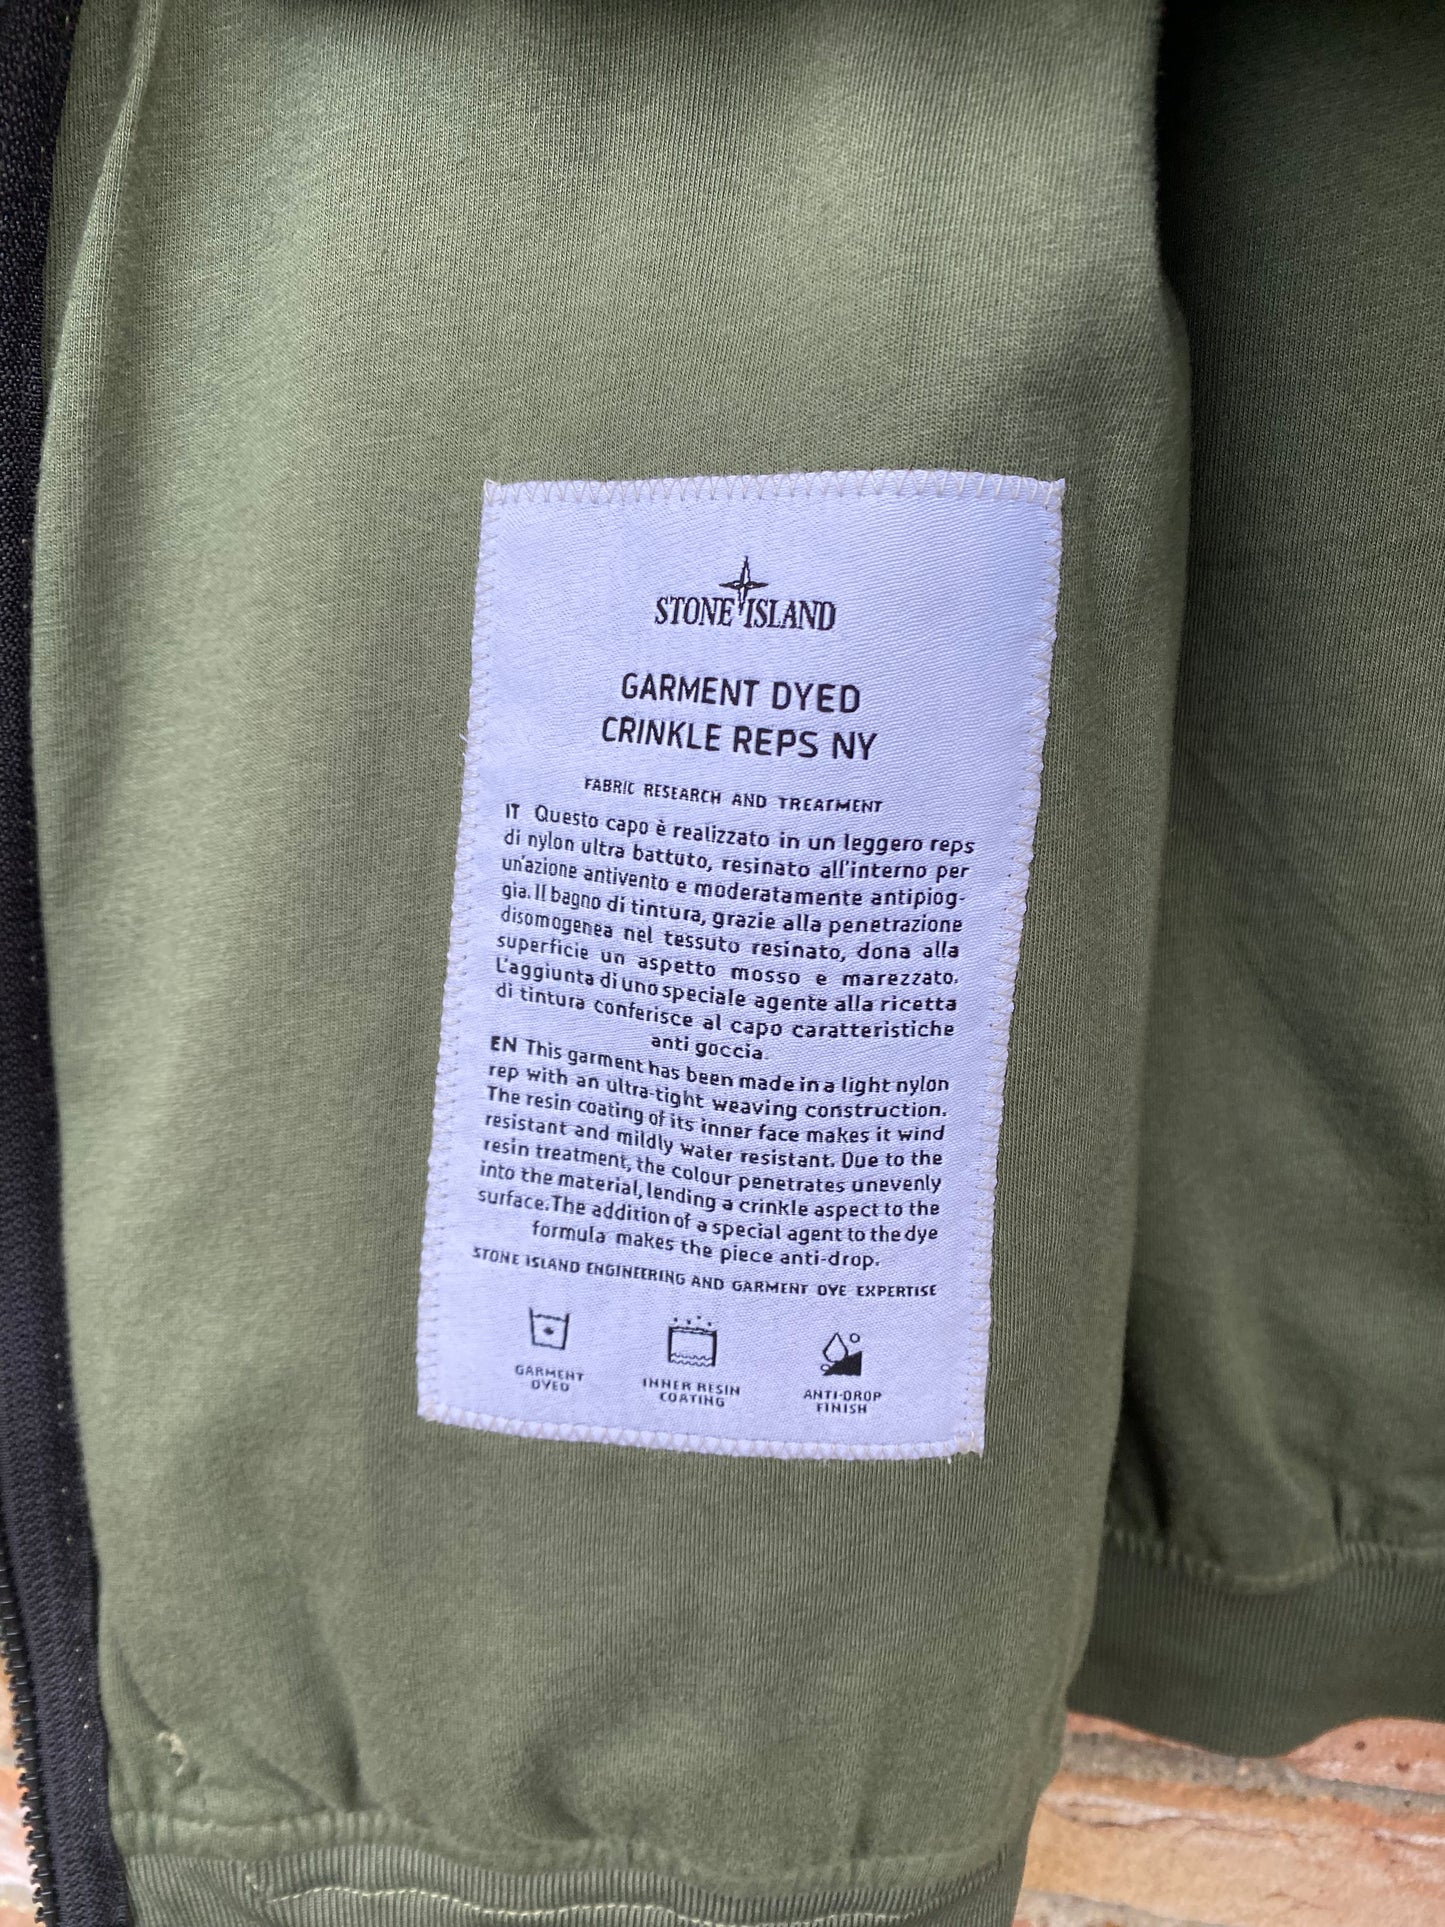 STONE ISLAND
GARMENT DYED
CRINKLE REPS NY
FABRIC RESEARCH AND TREATMENT
IT Questo capo è realizzato in un leggero reps
di nylon ultra battuto, resinato all'interno per
un'azione antivento e moderatamente antipiog-
gia. Il bagno di tintura, grazie alla penetrazione
disomogenea nel tessuto resinato, dona alla
superficie un aspetto mosso e marezzato.
L'aggiunta di uno speciale agente alla ricetta
di tintura conferisce al capo caratteristiche
anti goccia.
EN This garment has been made in a light nylon
rep with an ultra-tight weaving construction.
The resin coating of its inner face makes it wind
resistant and mildly water resistant. Due to the
resin treatment, the colour penetrates unevenly
into the material, lending a crinkle aspect to the
surface. The addition of a special agent to the dye
formula makes the piece anti-drop.
STONE ISLAND ENGINEERING AND GARMENT DYE EXPERTISE
GARMENT
DYED
INNER RESIN
COATING
ANTI-DROP
FINISH